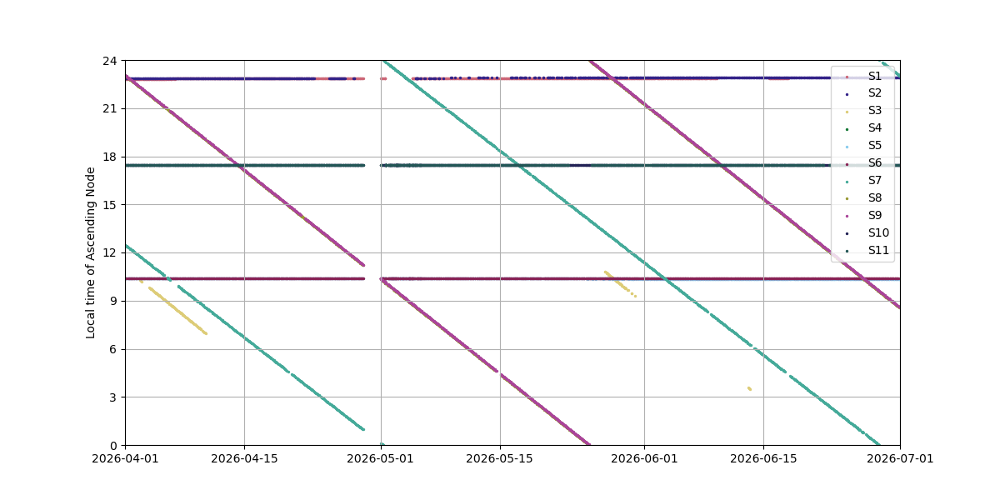 24
21
18
15
12
9
6
3
0
Local time of Ascending Node
2026-04-01
2026-04-15
2026-05-01
2026-05-15
2026-06-01
2026-06-15
2026-07-01
S1
S2
S3
S4
S5
S6
S7
S8
S9
S10
S11